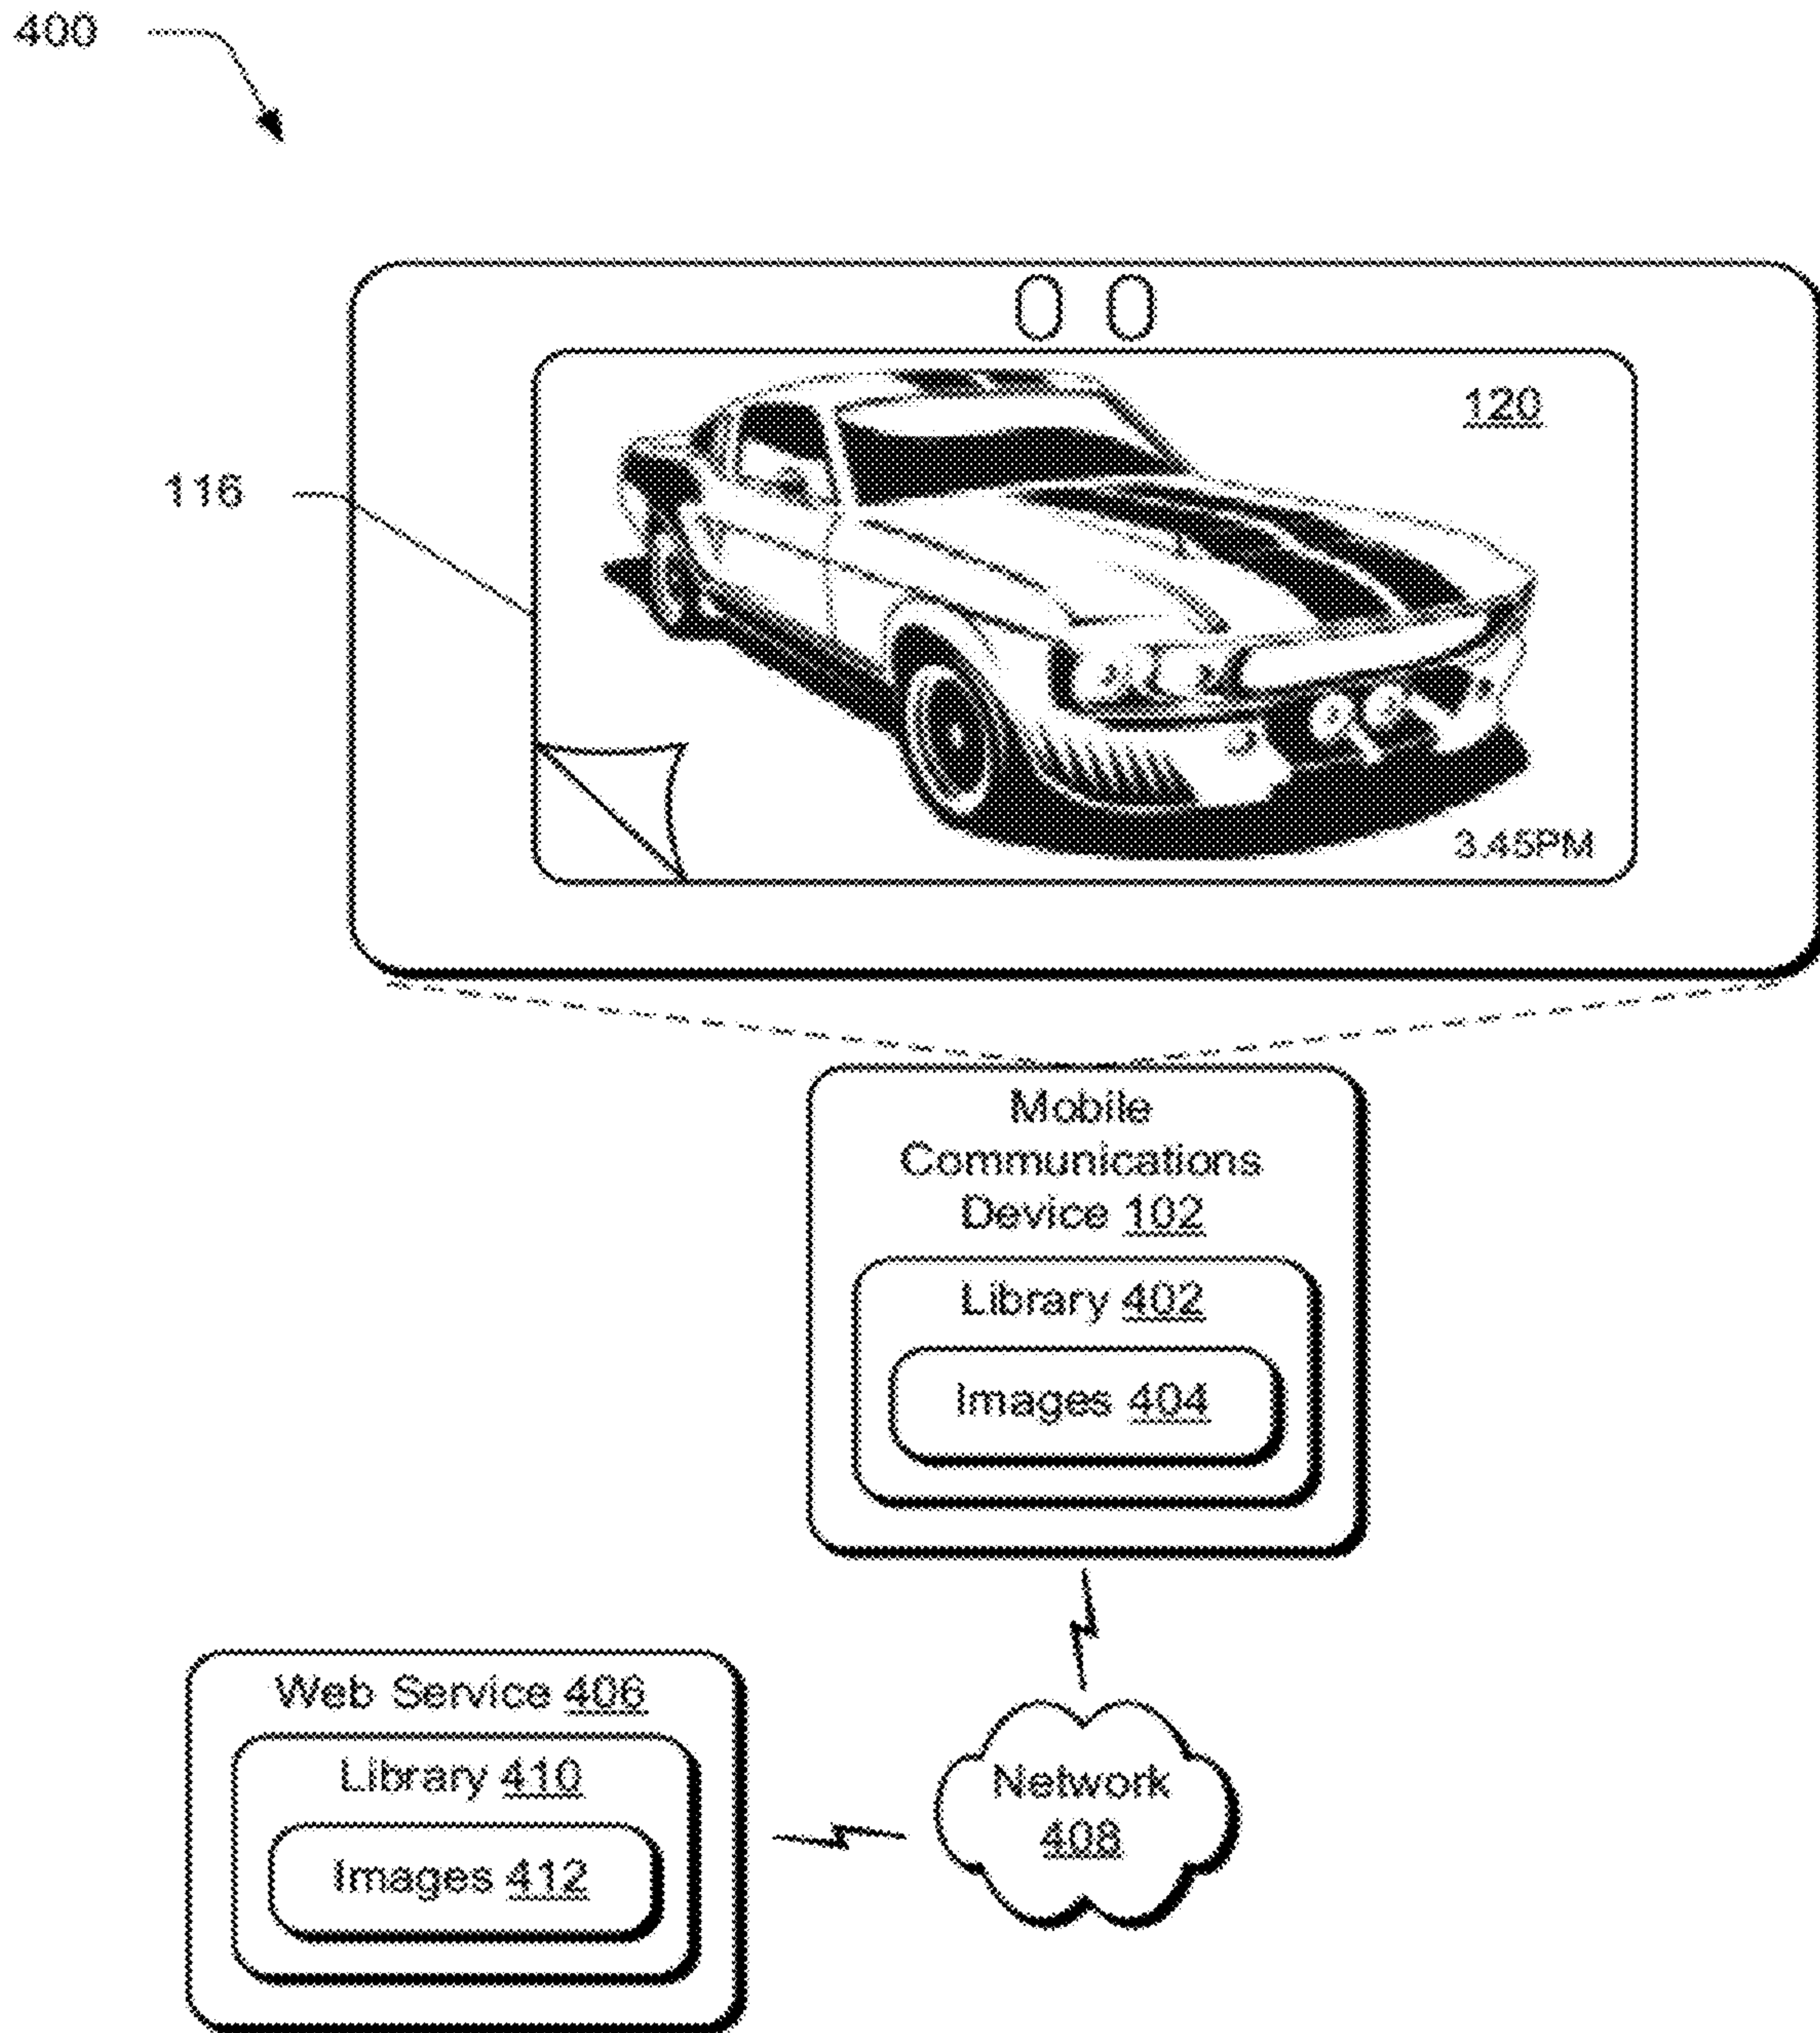 400
120
116
3.45PM
Mobile
Communications
Device 102
Library 402
Images 404
Web Service 406
Library 410
Images 412
Network
408